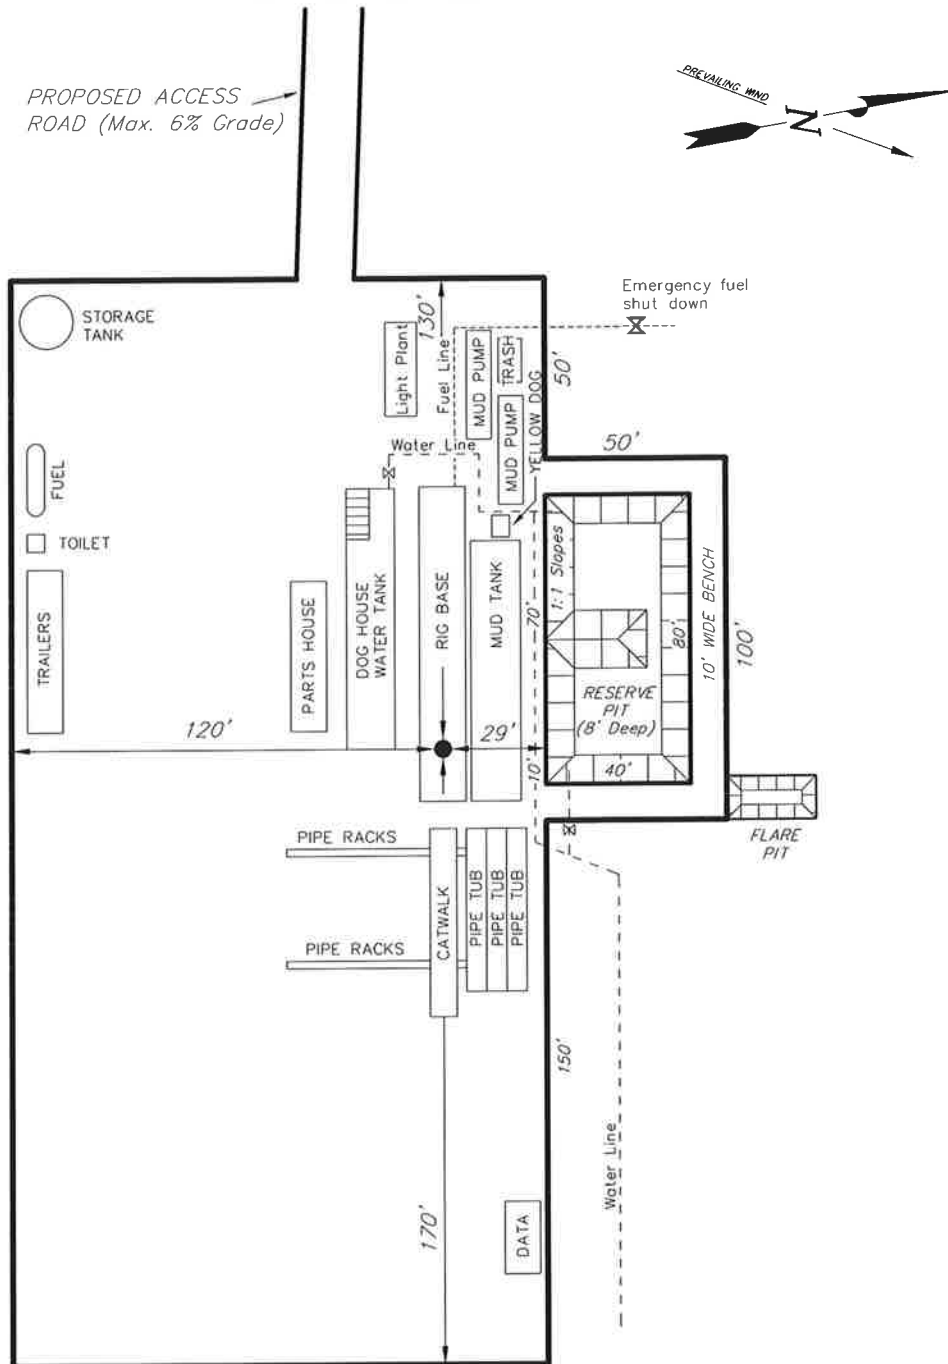 PREVAILING WIND
N
PROPOSED ACCESS
ROAD (Max. 6% Grade)
Emergency fuel
shut down
STORAGE
TANK
Light Plant
130'
Fuel Line
MUD PUMP
TRASH
50'
MUD PUMP
YELLOW DOG
Water Line
50'
FUEL
TOILET
TRAILERS
PARTS HOUSE
DOG HOUSE
WATER TANK
RIG BASE
MUD TANK
70'
1:1 Slopes
80'
10' WIDE BENCH
100'
RESERVE
PIT
(8' Deep)
120'
29'
10'
40'
FLARE
PIT
PIPE RACKS
CATWALK
PIPE TUB
PIPE TUB
PIPE TUB
PIPE RACKS
150'
Water Line
170'
DATA